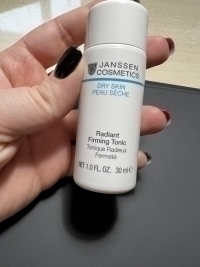 JANSSEN
COSMETICS
DRY SKIN
PEAU SÈCHE
Radiant
Firming Tonic
Tonique Radieux
Fermeté
NET 1.0 FL. OZ. 30 ml e